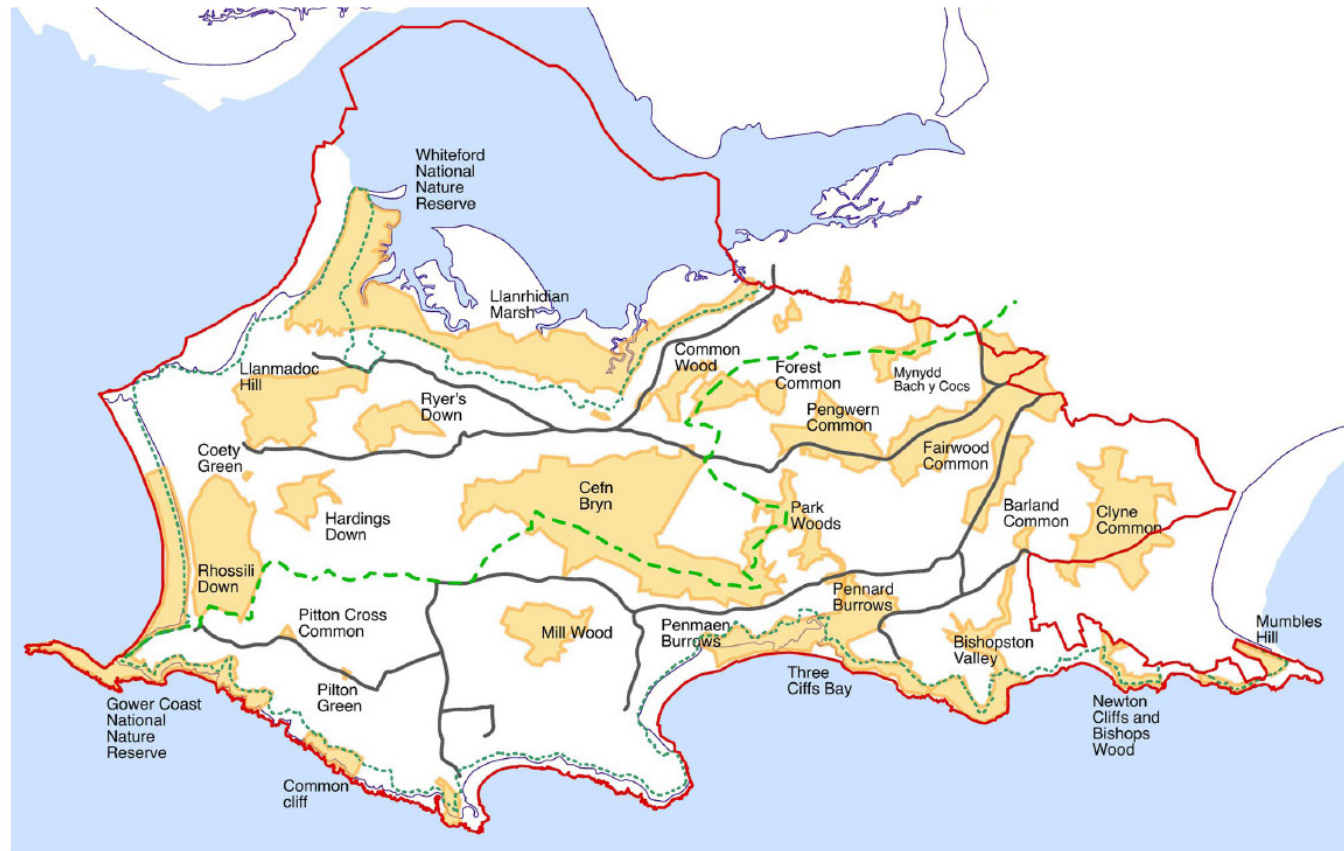 Whiteford
National
Nature
Reserve
Llanrhidian
Marsh
Llanmadoc
Hill
Ryer's
Down
Common
Wood
Forest
Common
Mynydd
Bach y Cocs
Pengwern
Common
Fairwood
Common
Coety
Green
Cefn
Bryn
Hardings
Down
Park
Woods
Barland
Common
Clyne
Common
Rhossili
Down
Pitton Cross
Common
Mill Wood
Penmaen
Burrows
Pennard
Burrows
Bishopston
Valley
Mumbles
Hill
Three
Ciffs Bay
Pilton
Green
Gower Coast
National
Nature
Reserve
Newton
Cliffs and
Bishops
Wood
Common
cliff